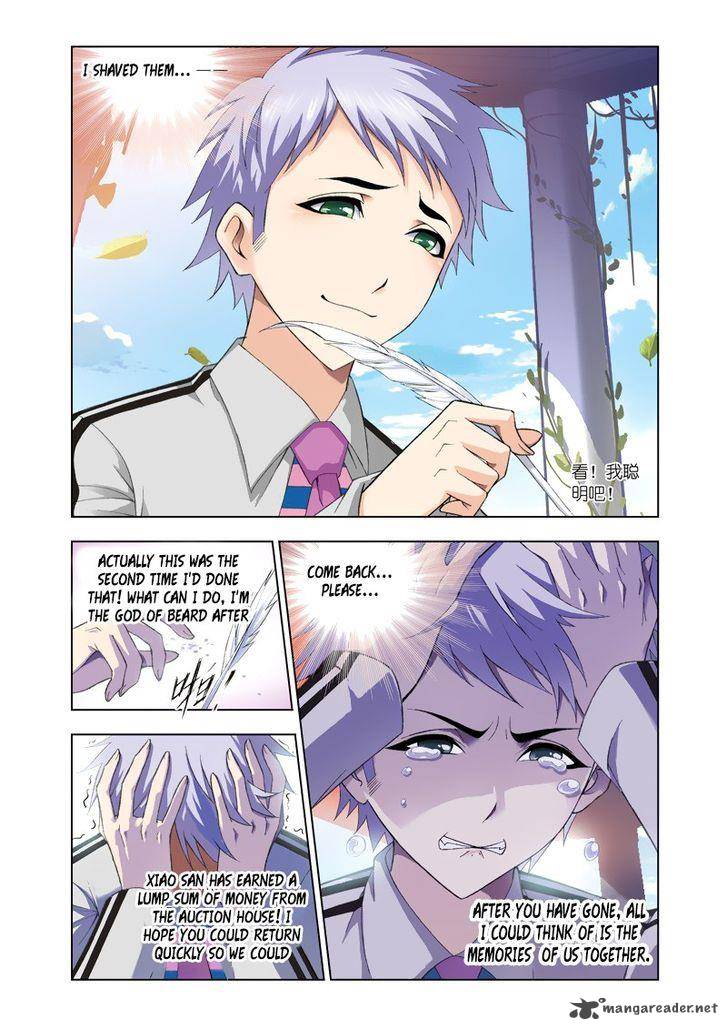 I SHAVED THEM... ——
看！我聪
明吧！
ACTUALLY THIS WAS THE
SECOND TIME I'D DONE
THAT! WHAT CAN I DO, I'M
THE GOD OF BEARD AFTER
COME BACK...
PLEASE...
XIAO SAN HAS EARNED A
LUMP SUM OF MONEY FROM
THE AUCTION HOUSE! I
HOPE YOU COULD RETURN
QUICKLY SO WE COULD
AFTER YOU HAVE GONE, ALL
I COULD THINK OF IS THE
MEMORIES OF US TOGETHER.
mangareader.net